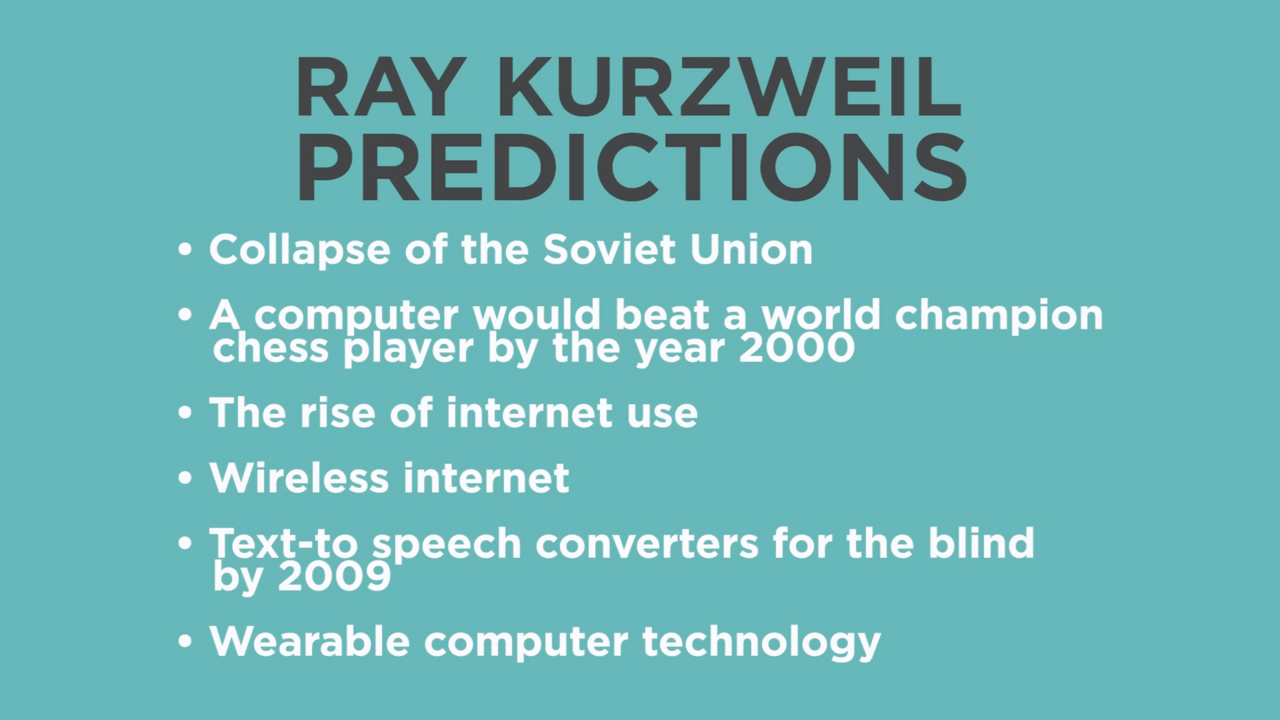 RAY KURZWEIL
PREDICTIONS
• Collapse of the Soviet Union
• A computer would beat a world champion
chess player by the year 2000
• The rise of internet use
• Wireless internet
• Text-to speech converters for the blind
by 2009
• Wearable computer technology